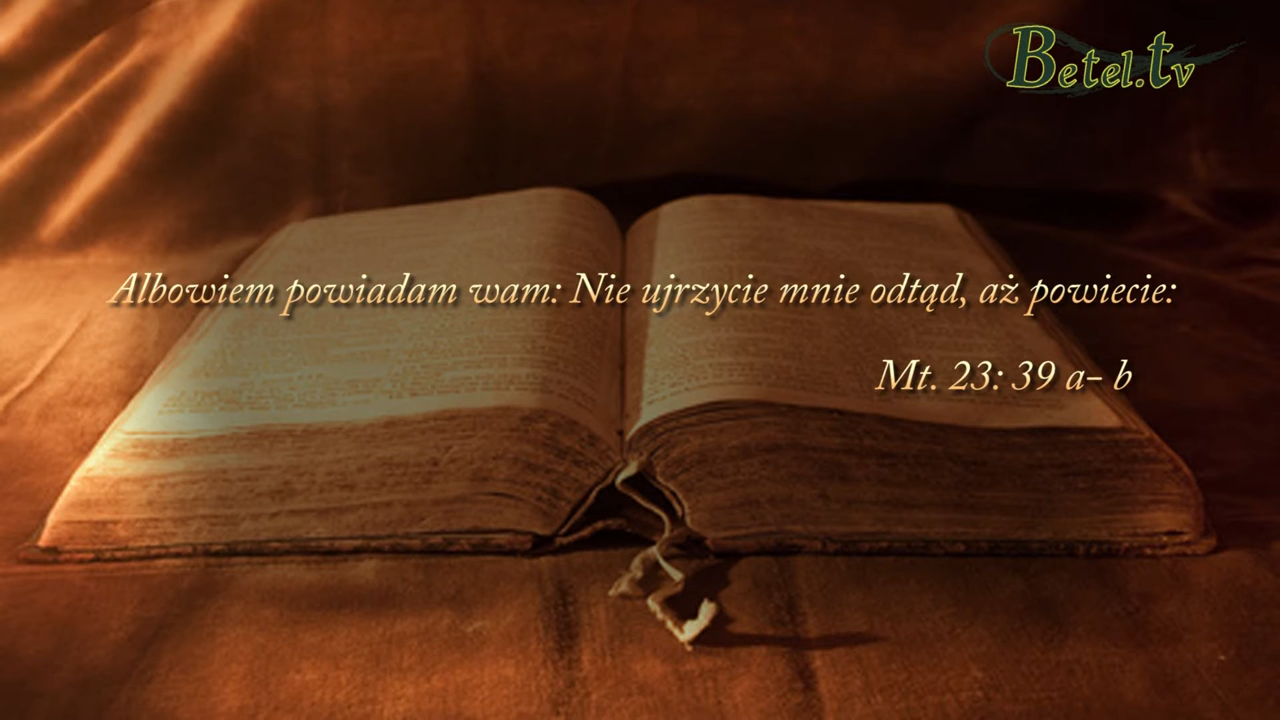 Betel.tv
Albowiem powiadam wam: Nie ujrzycie mnie odtąd, aż powiecie:
Mt. 23: 39 a- b